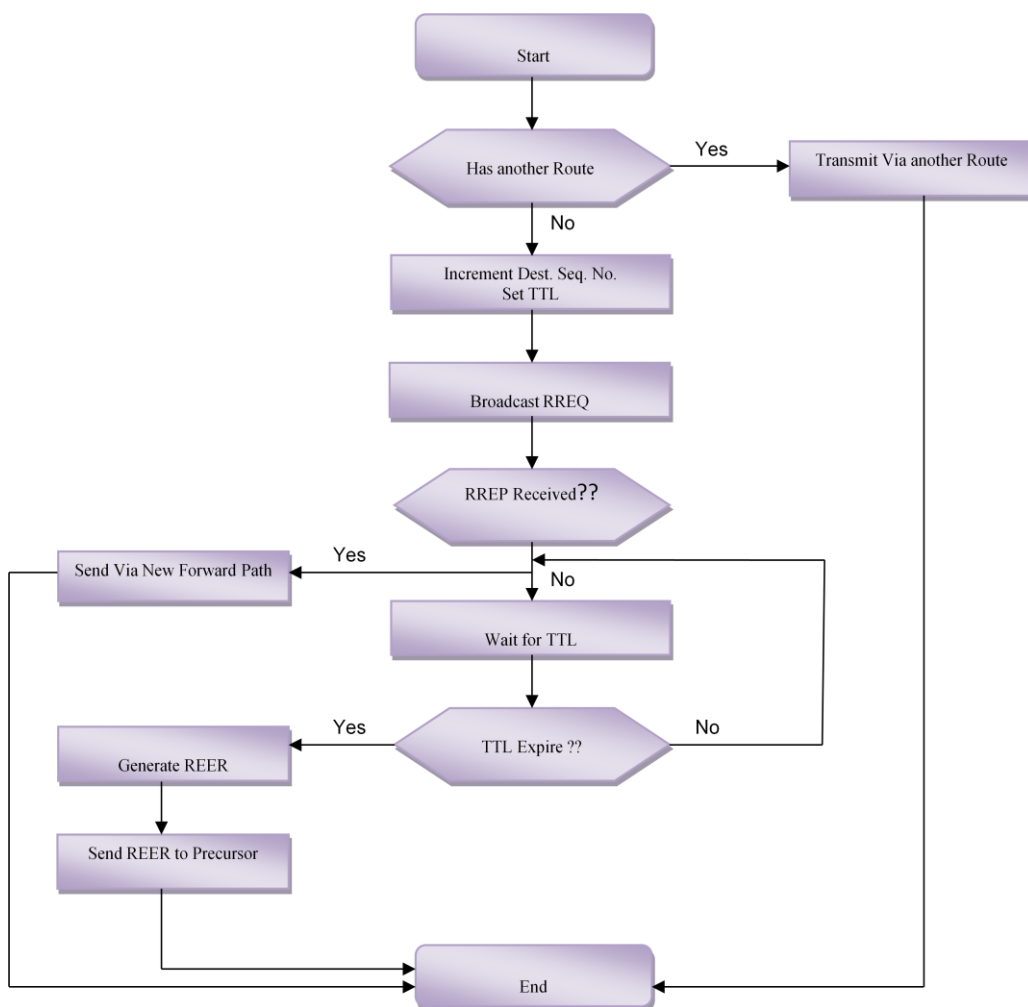 Start
Has another Route
Yes
Transmit Via another Route
No
Increment Dest. Seq. No.
Set TTL
Broadcast RREQ
RREP Received??
Yes
Send Via New Forward Path
No
Wait for TTL
Yes
TTL Expire ??
No
Generate REER
Send REER to Precursor
End